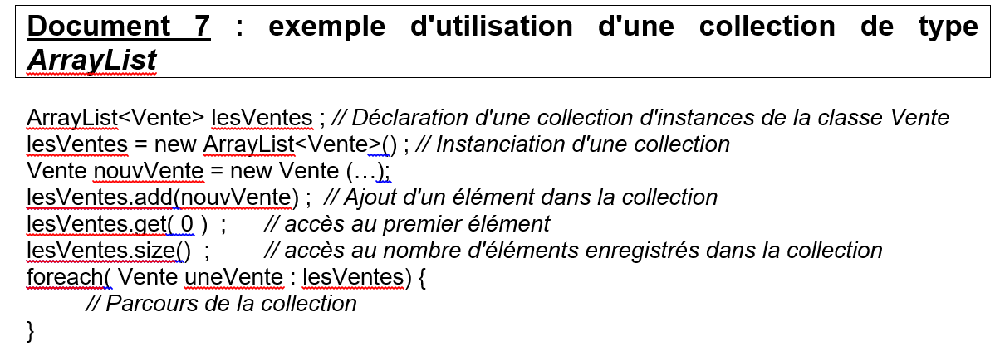 Document 7 : exemple d'utilisation d'une collection de type
ArrayList
ArrayList<Vente> lesVentes ; // Déclaration d'une collection d'instances de la classe Vente
lesVentes = new ArrayList<Vente>() ; // Instanciation d'une collection
Vente nouvVente = new Vente (…);
lesVentes.add(nouvVente) ; // Ajout d'un élément dans la collection
lesVentes.get( 0 ) ; // accès au premier élément
lesVentes.size() ; // accès au nombre d'éléments enregistrés dans la collection
foreach( Vente uneVente : lesVentes) {
// Parcours de la collection
}